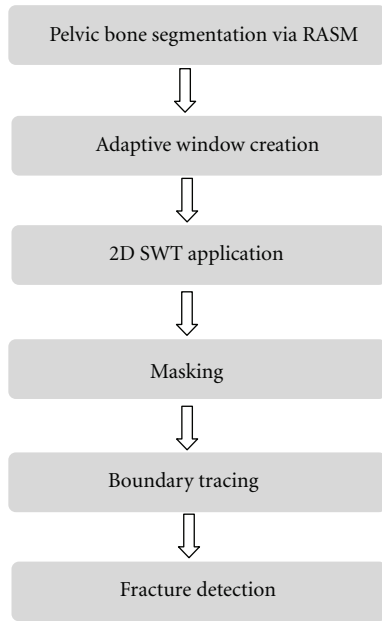 Pelvic bone segmentation via RASM
Adaptive window creation
2D SWT application
Masking
Boundary tracing
Fracture detection